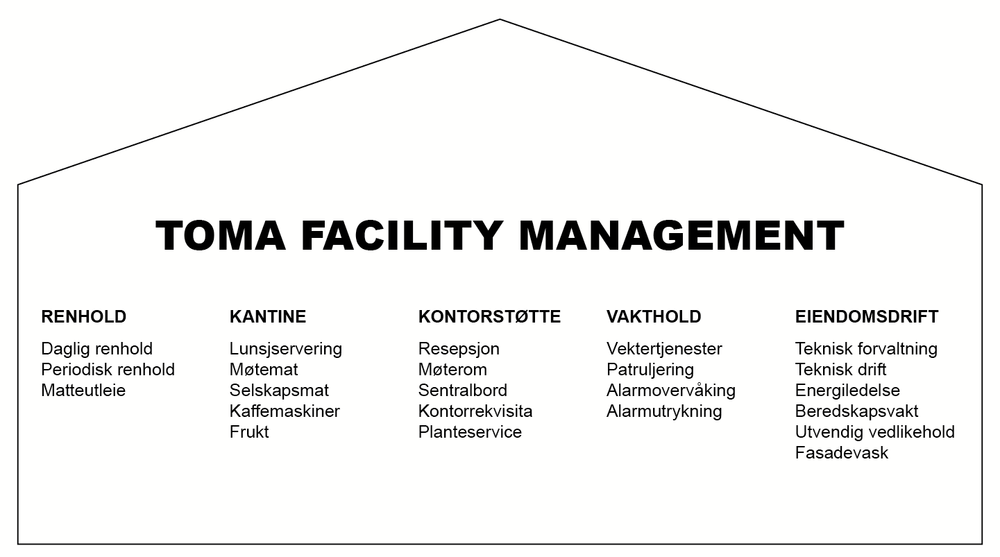 TOMA FACILITY MANAGEMENT
RENHOLD
Daglig renhold
Periodisk renhold
Matteutleie
KANTINE
Lunsjservering
Møtemat
Selskapsmat
Kaffemaskiner
Frukt
KONTORSTØTTE
Resepsjon
Møterom
Sentralbord
Kontorrekvisita
Planteservice
VAKTHOLD
Vektertjenester
Patruljering
Alarmovervåking
Alarmutrykning
EIENDOMSDRIFT
Teknisk forvaltning
Teknisk drift
Energiledelse
Beredskapsvakt
Utvendig vedlikehold
Fasadevask